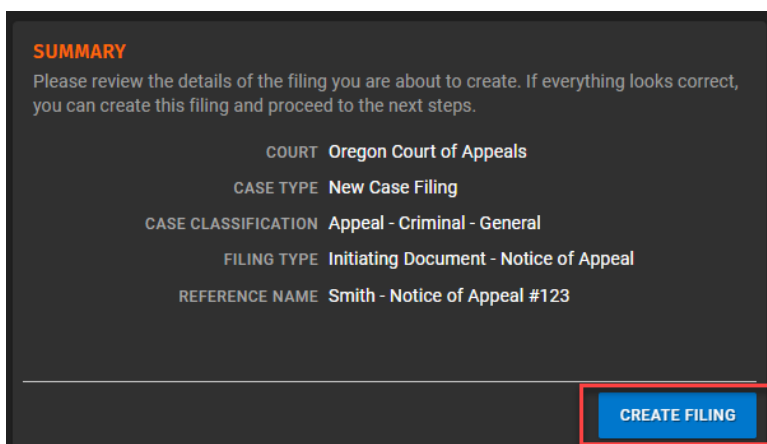 SUMMARY
Please review the details of the filing you are about to create. If everything looks correct,
you can create this filing and proceed to the next steps.
COURT Oregon Court of Appeals
CASE TYPE New Case Filing
CASE CLASSIFICATION Appeal - Criminal - General
FILING TYPE Initiating Document - Notice of Appeal
REFERENCE NAME Smith - Notice of Appeal #123
CREATE FILING